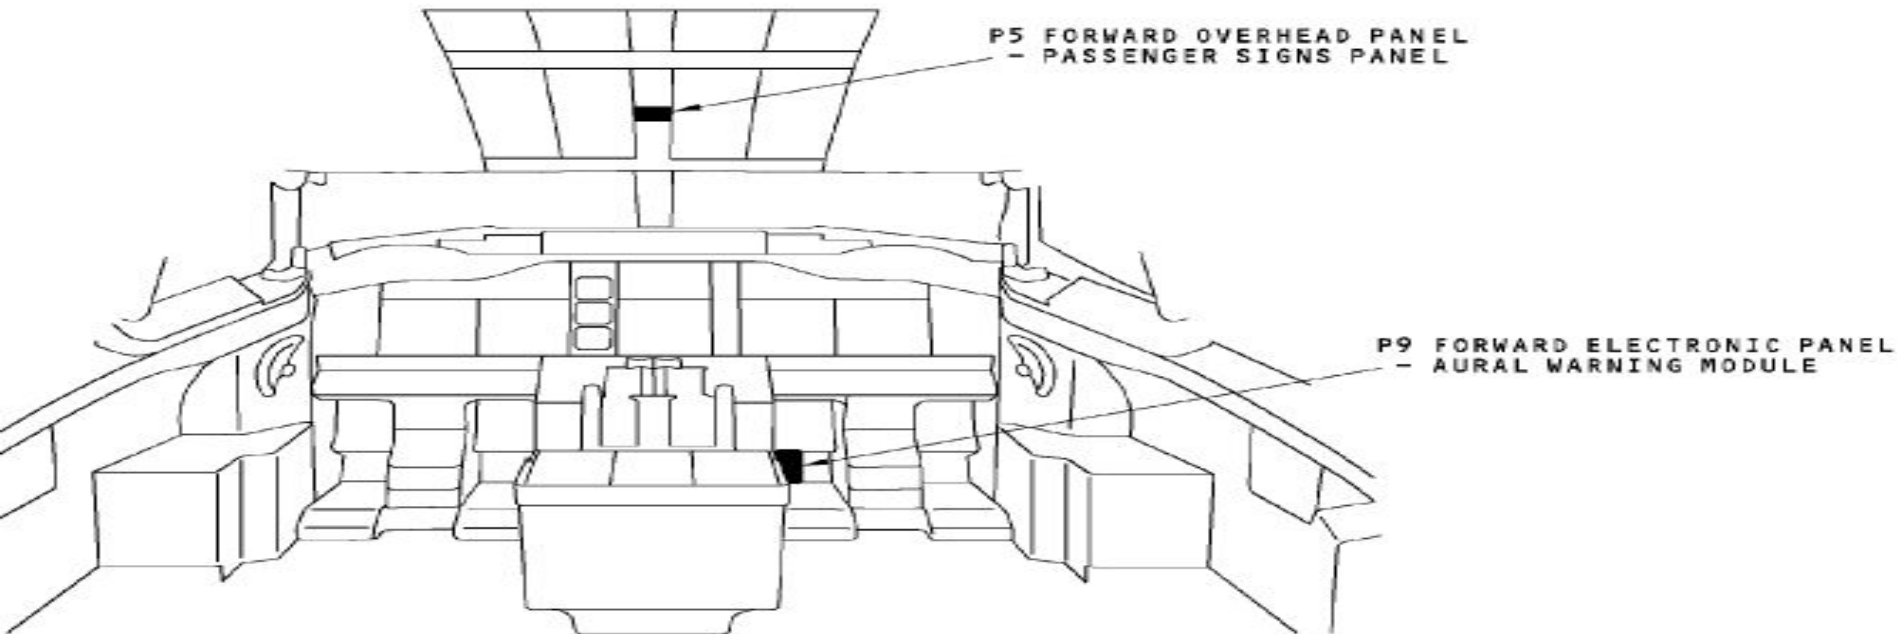 P5 FORWARD OVERHEAD PANEL
- PASSENGER SIGNS PANEL
P9 FORWARD ELECTRONIC PANEL
- AURAL WARNING MODULE